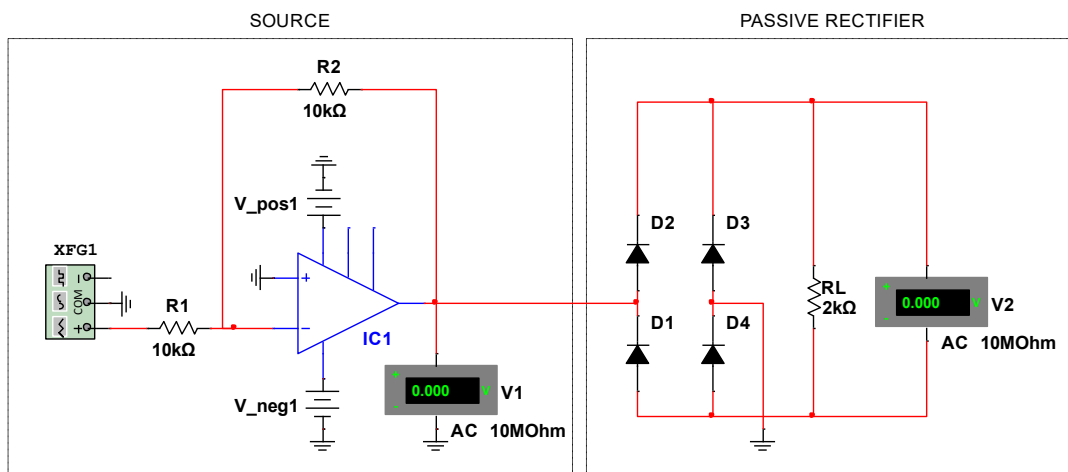 SOURCE
PASSIVE RECTIFIER
R2
10kΩ
V_pos1
XFG1
COM
R1
10kΩ
IC1
V_neg1
0.000 V
V1
AC 10MOhm
D2
D3
D1
D4
RL
2kΩ
0.000 V
V2
AC 10MOhm